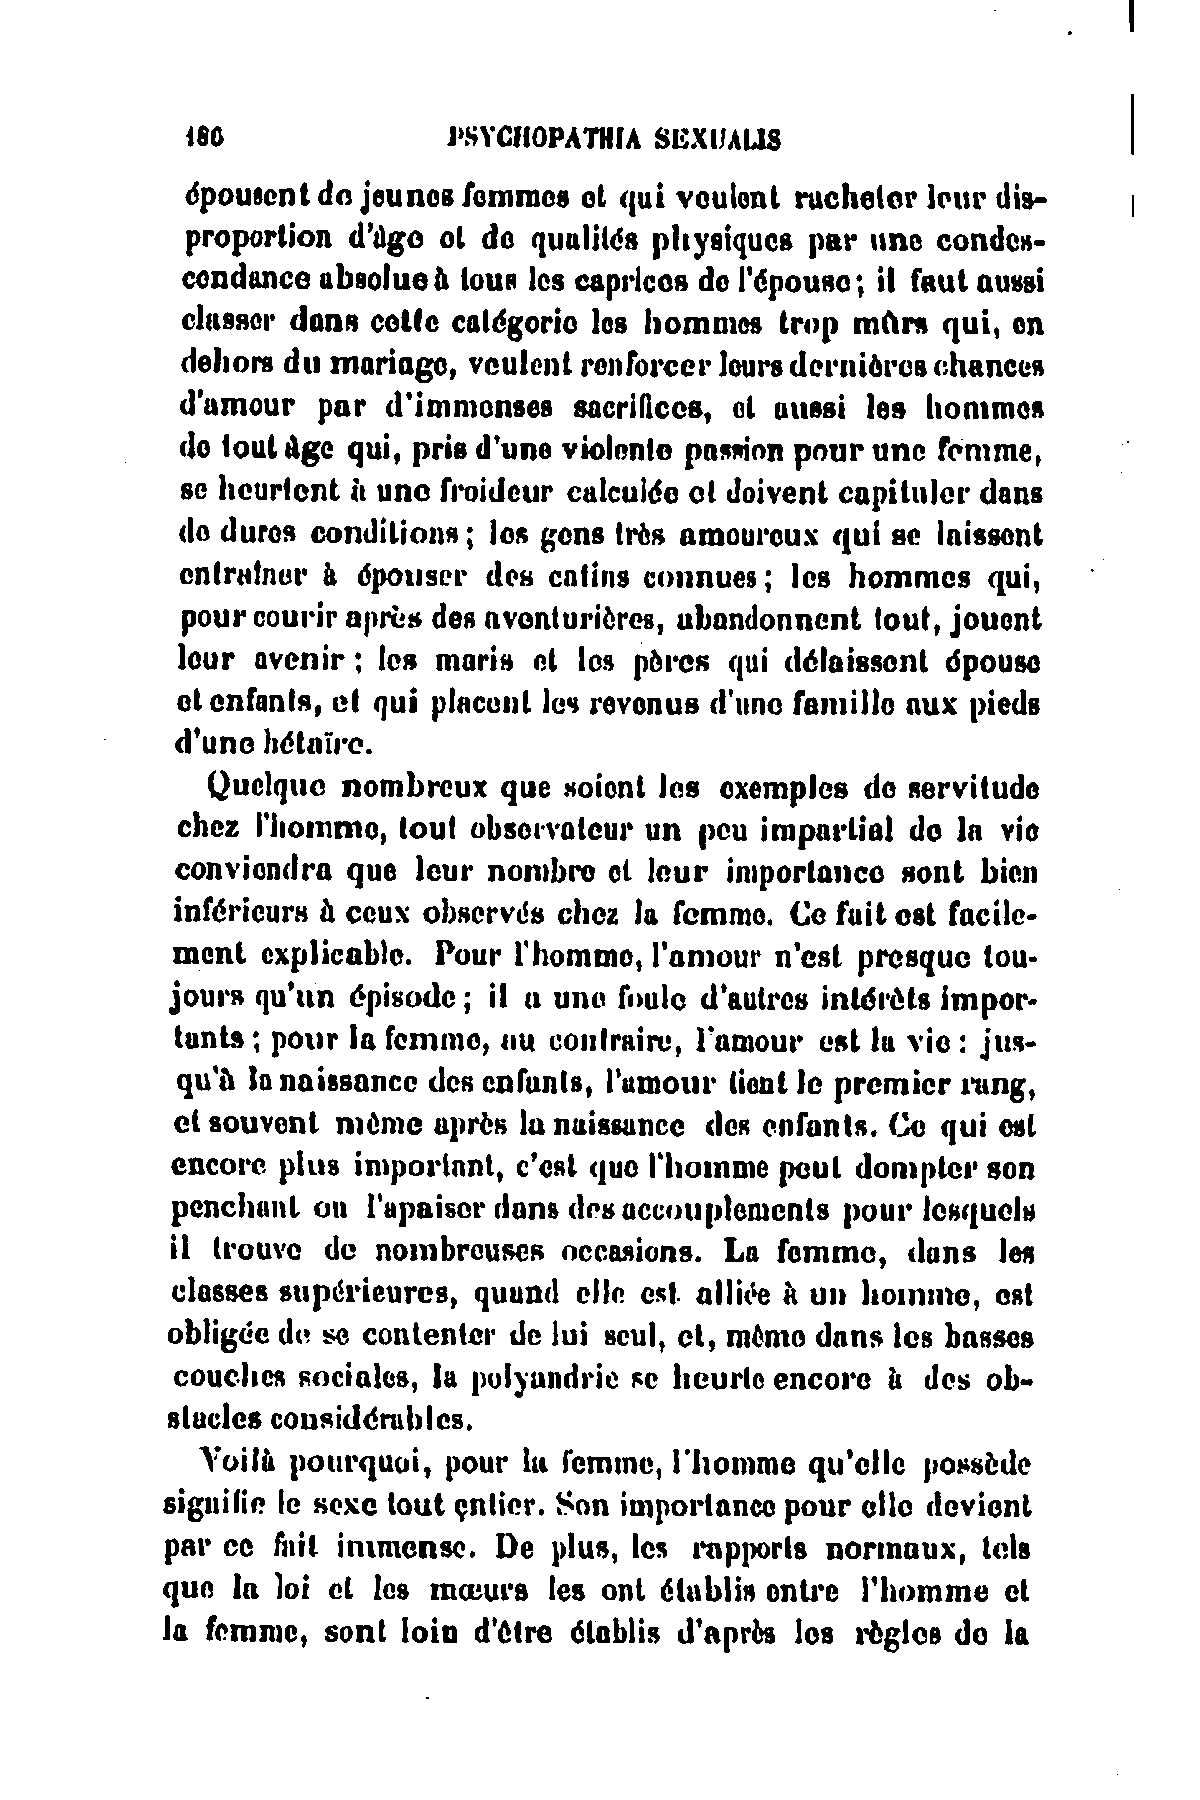 186 PSYCHOPATHIA SEXUALIS
épousent de jeunes femmes et qui veulent racheter leur dis-
proportion d'âge et de qualités physiques par une condes-
cendance absolue à tous les caprices de l'épouse; il faut aussi
classer dans cette catégorie les hommes trop mûrs qui, en
dehors du mariage, veulent renforcer leurs dernières chances
d'amour par d'immenses sacrifices, et aussi les hommes
de tout âge qui, pris d'une violente passion pour une femme,
se heurtent à une froideur calculée et doivent capituler dans
de dures conditions; les gens très amoureux qui se laissent
entraîner à épouser des catins connues; les hommes qui,
pour courir après des aventurières, abandonnent tout, jouent
leur avenir; les maris et les pères qui délaissent épouse
et enfants, et qui placent les revenus d'une famille aux pieds
d'une hétaïre.
Quelque nombreux que soient les exemples de servitude
chez l'homme, tout observateur un peu impartial de la vie
conviendra que leur nombre et leur importance sont bien
inférieurs à ceux observés chez la femme. Ce fait est facile-
ment explicable. Pour l'homme, l'amour n'est presque tou-
jours qu'un épisode; il a une foule d'autres intérêts impor-
tants; pour la femme, au contraire, l'amour est la vie: jus-
qu'à la naissance des enfants, l'amour tient le premier rang,
et souvent même après la naissance des enfants. Ce qui est
encore plus important, c'est que l'homme peut dompter son
penchant ou l'apaiser dans des accouplements pour lesquels
il trouve de nombreuses occasions. La femme, dans les
classes supérieures, quand elle est alliée à un homme, est
obligée de se contenter de lui seul, et, même dans les basses
couches sociales, la polyandrie se heurte encore à des ob-
stacles considérables.
Voilà pourquoi, pour la femme, l'homme qu'elle possède
signifie le sexe tout entier. Son importance pour elle devient
par ce fait immense. De plus, les rapports normaux, tels
que la loi et les mœurs les ont établis entre l'homme et
la femme, sont loin d'être établis d'après les règles de la